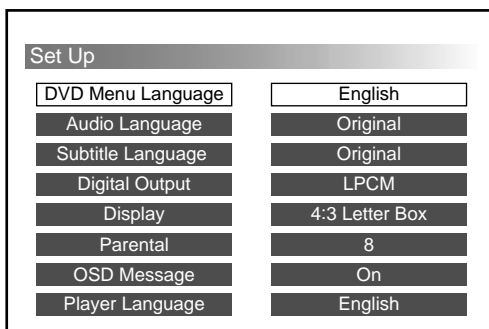 Set Up
DVD Menu Language English
Audio Language Original
Subtitle Language Original
Digital Output LPCM
Display 4:3 Letter Box
Parental 8
OSD Message On
Player Language English